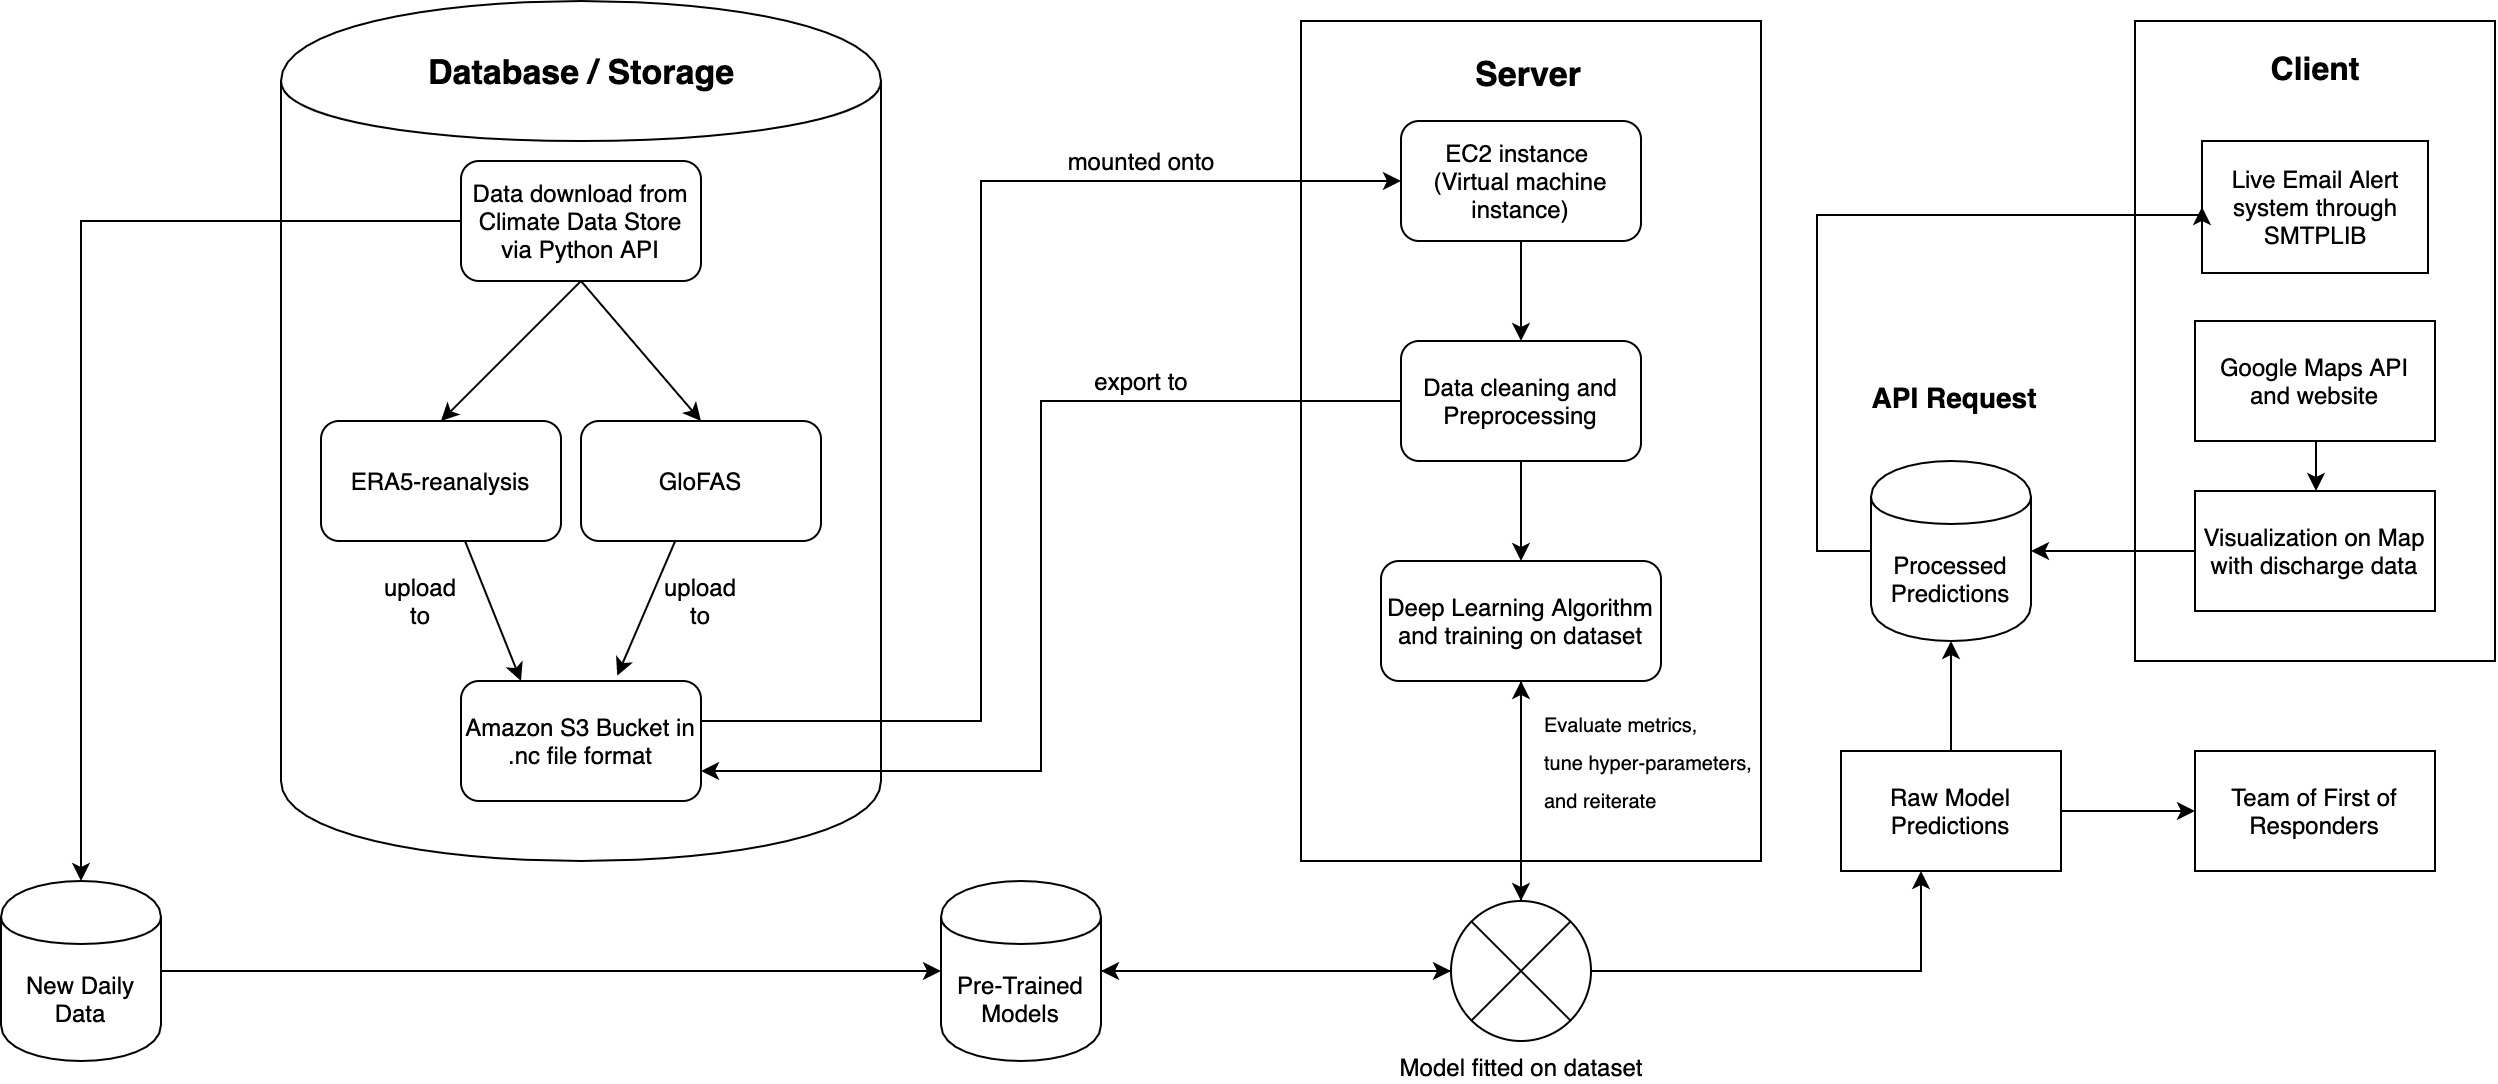 Database / Storage
Data download from
Climate Data Store
via Python API
ERA5-reanalysis
GloFAS
upload
to
upload
to
Amazon S3 Bucket in
.nc file format
New Daily
Data
mounted onto
export to
Pre-Trained
Models
Server
EC2 instance
(Virtual machine
instance)
Data cleaning and
Preprocessing
Deep Learning Algorithm
and training on dataset
Evaluate metrics,
tune hyper-parameters,
and reiterate
Model fitted on dataset
API Request
Processed
Predictions
Raw Model
Predictions
Client
Live Email Alert
system through
SMTPLIB
Google Maps API
and website
Visualization on Map
with discharge data
Team of First of
Responders